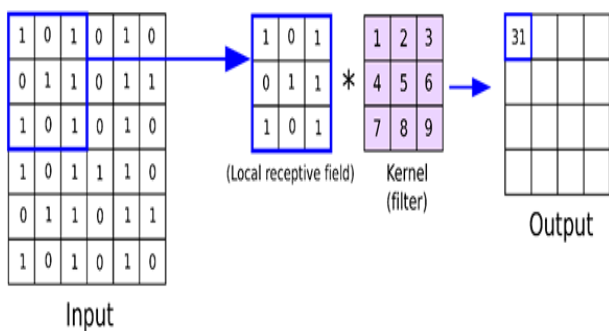 1 0 1 0 1 0 1 0 1 1 2 3 31
0 1 1 0 1 1 0 1 1 * 4 5 6
1 0 1 0 1 0 1 0 1 7 8 9
1 0 1 1 1 0 (Local receptive field) Kernel
(filter)
0 1 1 0 1 1
1 0 1 0 1 0
Output
Input